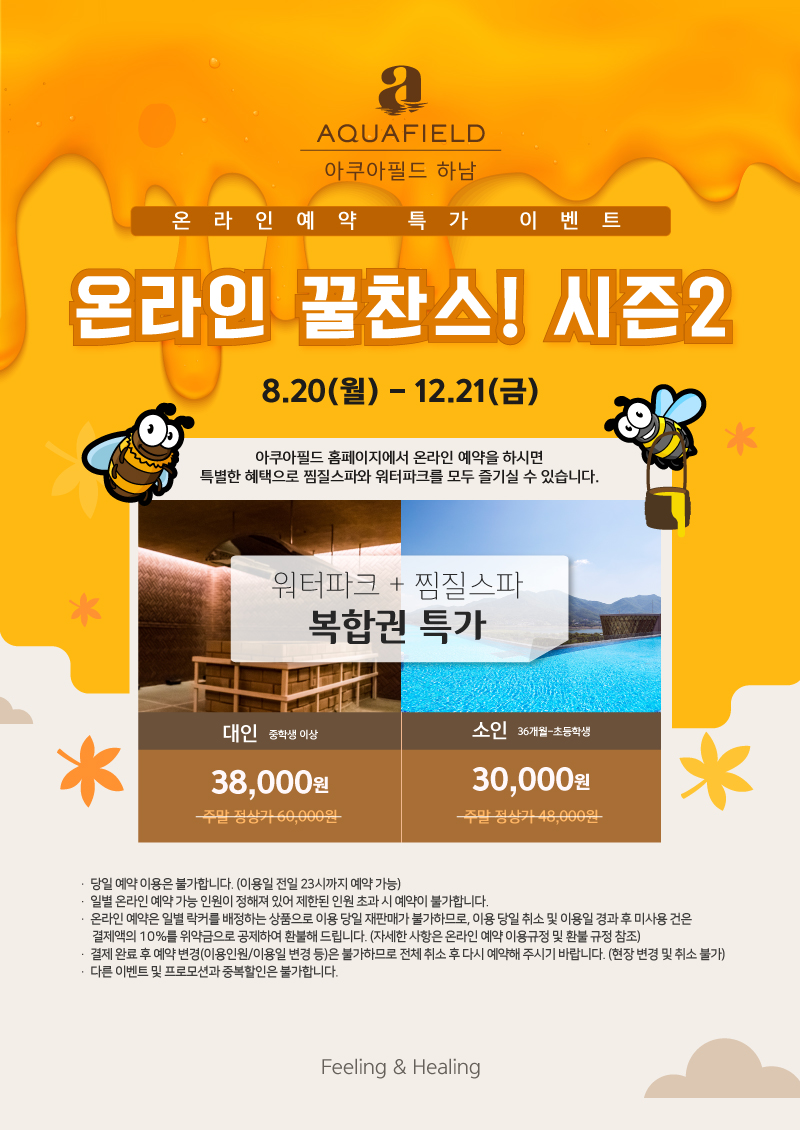 a
AQUAFIELD
아쿠아필드 하남
온라인예약 특가 이벤트
온라인 꿀찬스! 시즌2
8.20(월) – 12.21(금)
아쿠아필드 홈페이지에서 온라인 예약을 하시면
특별한 혜택으로 찜질스파와 워터파크를 모두 즐기실 수 있습니다.
워터파크 + 찜질스파
복합권 특가
대인 중학생 이상
38,000원
주말 정상가 60,000원
소인 36개월-초등학생
30,000원
주말 정상가 48,000원
· 당일 예약 이용은 불가합니다. (이용일 전일 23시까지 예약 가능)
· 일별 온라인 예약 가능 인원이 정해져 있어 제한된 인원 초과 시 예약이 불가합니다.
· 온라인 예약은 일별 락커를 배정하는 상품으로 이용 당일 재판매가 불가하므로, 이용 당일 취소 및 이용일 경과 후 미사용 건은
결제액의 10%를 위약금으로 공제하여 환불해 드립니다. (자세한 사항은 온라인 예약 이용규정 및 환불 규정 참조)
· 결제 완료 후 예약 변경(이용인원/이용일 변경 등)은 불가하므로 전체 취소 후 다시 예약해 주시기 바랍니다. (현장 변경 및 취소 불가)
· 다른 이벤트 및 프로모션과 중복할인은 불가합니다.
Feeling & Healing